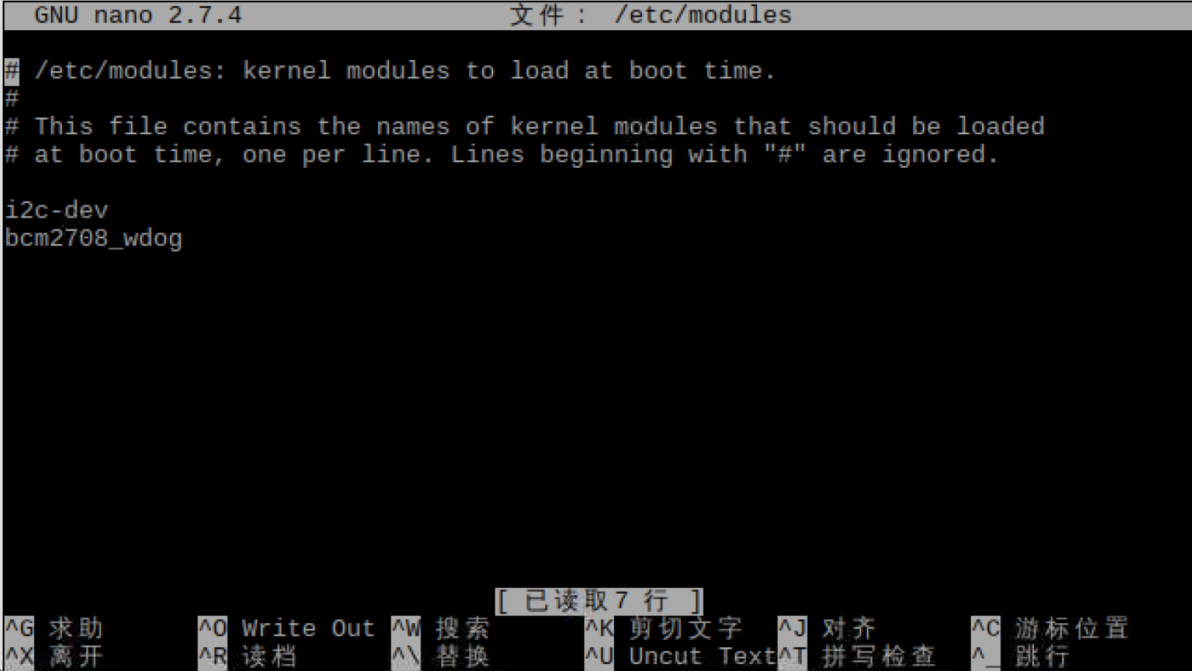 GNU nano 2.7.4 文件： /etc/modules
# /etc/modules: kernel modules to load at boot time.
#
# This file contains the names of kernel modules that should be loaded
# at boot time, one per line. Lines beginning with "#" are ignored.
i2c-dev
bcm2708_wdog
[ 已读取7 行 ]
^G 求助 ^O Write Out ^W 搜索 ^K 剪切文字 ^J 对齐 ^C 游标位置
^X 离开 ^R 读档 ^\ 替换 ^U Uncut Text ^T 拼写检查 ^_ 跳行